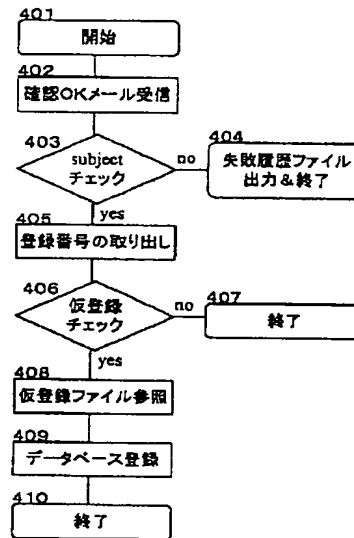 401
開始
402
確認OKメール受信
403
subject
チェック
no
404
失敗履歴ファイル
出力&終了
yes
405
登録番号の取り出し
406
仮登録
チェック
no
407
終了
yes
408
仮登録ファイル参照
409
データベース登録
410
終了